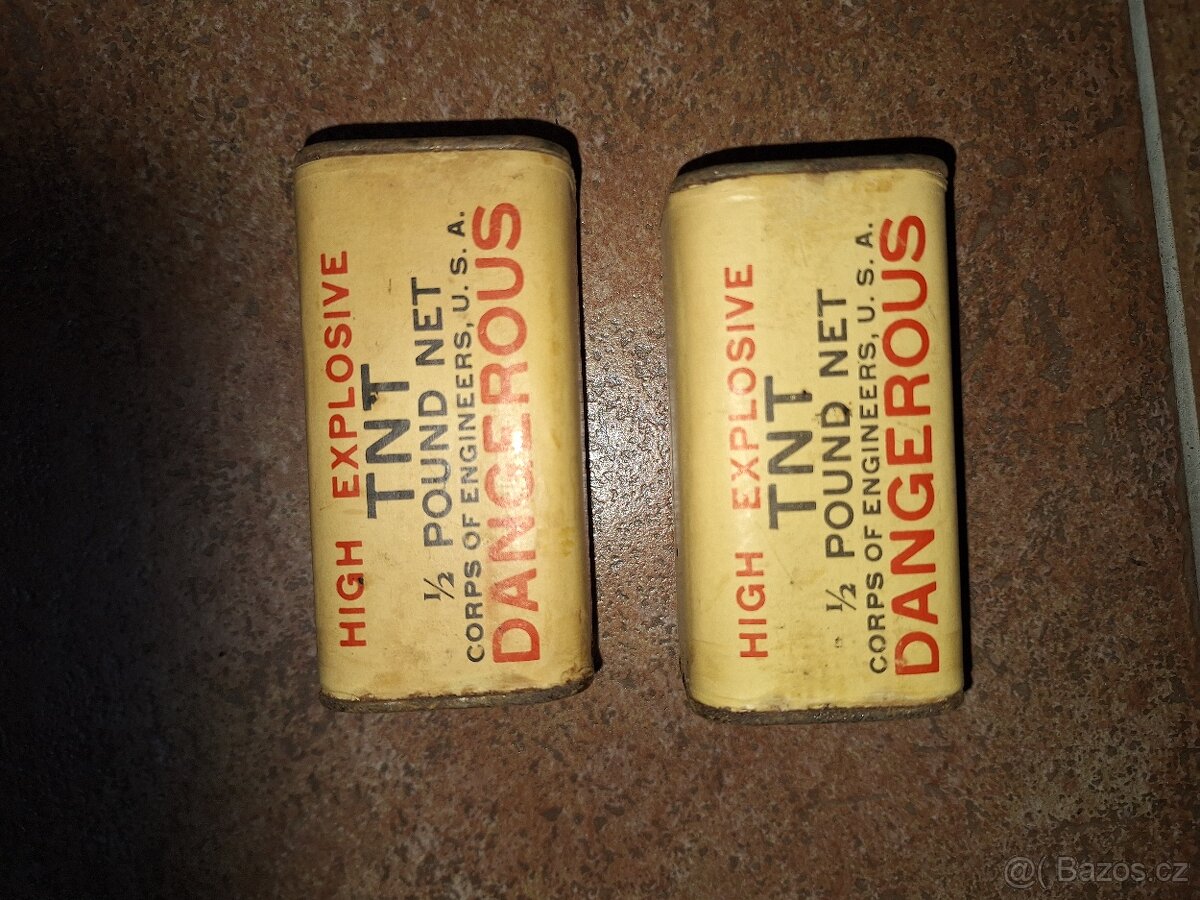 HIGH EXPLOSIVE
TNT
1/2 POUND NET
CORPS OF ENGINEERS, U. S. A.
DANGEROUS
HIGH EXPLOSIVE
TNT
1/2 POUND NET
CORPS OF ENGINEERS, U. S. A.
DANGEROUS
@( Bazoš.cz